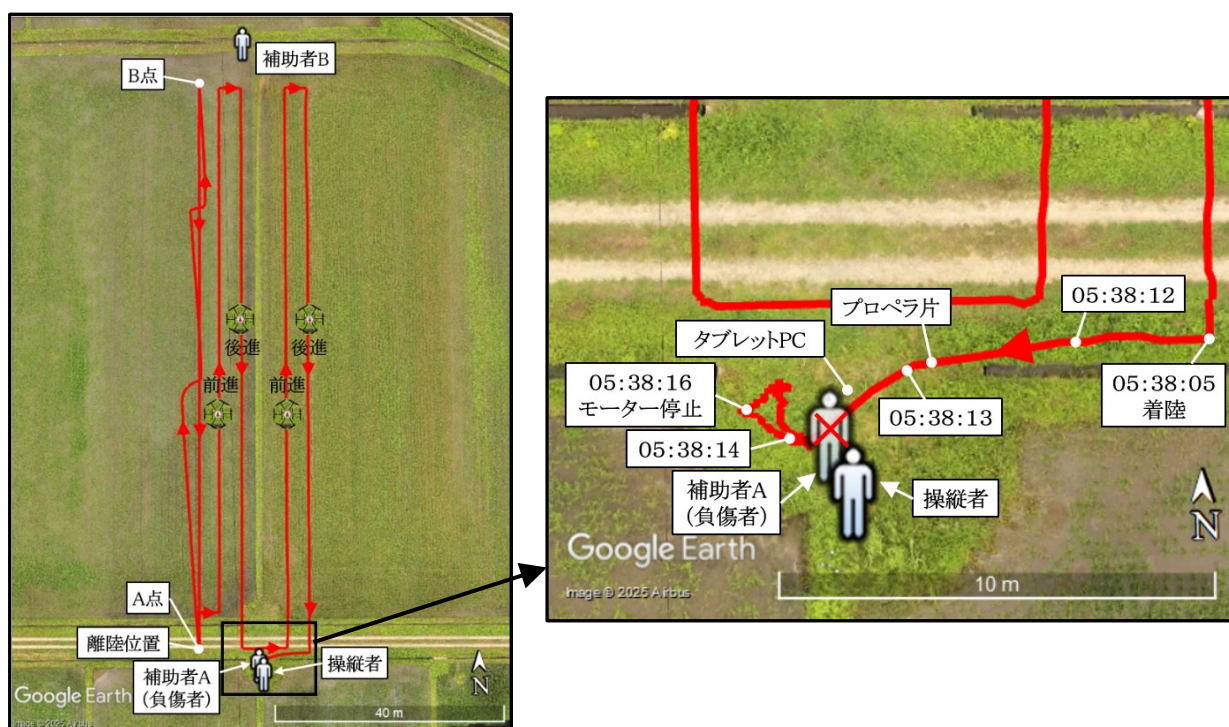 補助者B
B点
後進
後進
前進
前進
A点
離陸位置
補助者A
(負傷者)
操縦者
N
Google Earth
Image © 2025 Airbus
40 m
05:38:12
プロペラ片
タブレットPC
05:38:16
モーター停止
05:38:05
着陸
05:38:13
05:38:14
補助者A
(負傷者)
操縦者
N
Google Earth
Image © 2025 Airbus
10 m